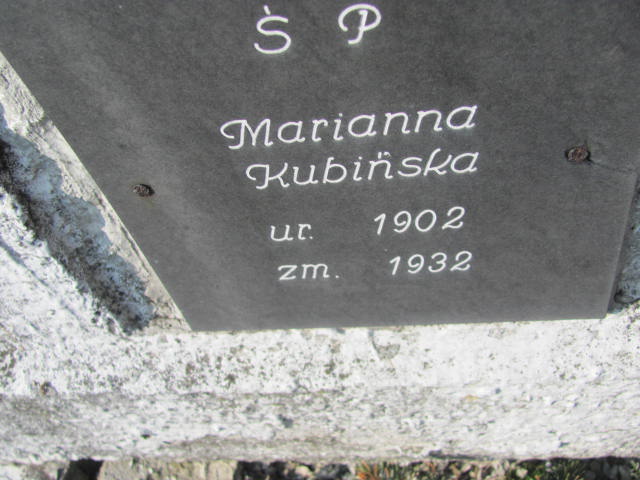 Ś P
Marianna
Kubińska
ur. 1902
zm. 1932